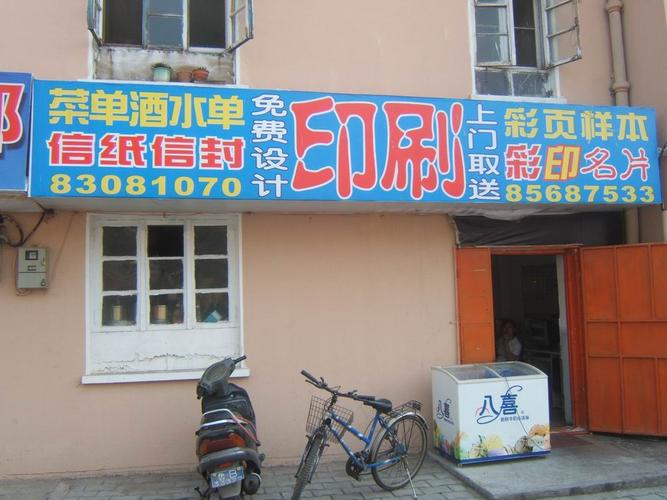 菜单酒水单
信纸信封
83081070
免费设计
印刷
上门取送
彩页样本
彩印名片
85687533
八喜